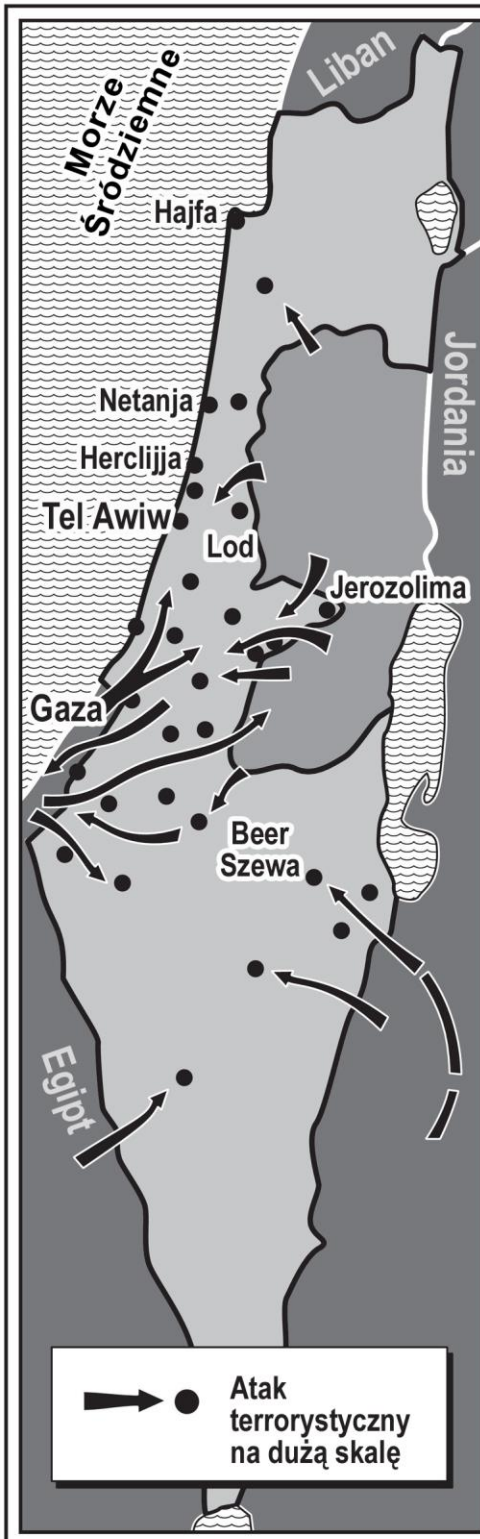 Morze
Śródziemne
Liban
Hajfa
Jordania
Netanja
Herclijja
Tel Awiw
Lod
Jerozolima
Gaza
Beer
Szewa
Egipt
Atak
terrorystyczny
na dużą skalę